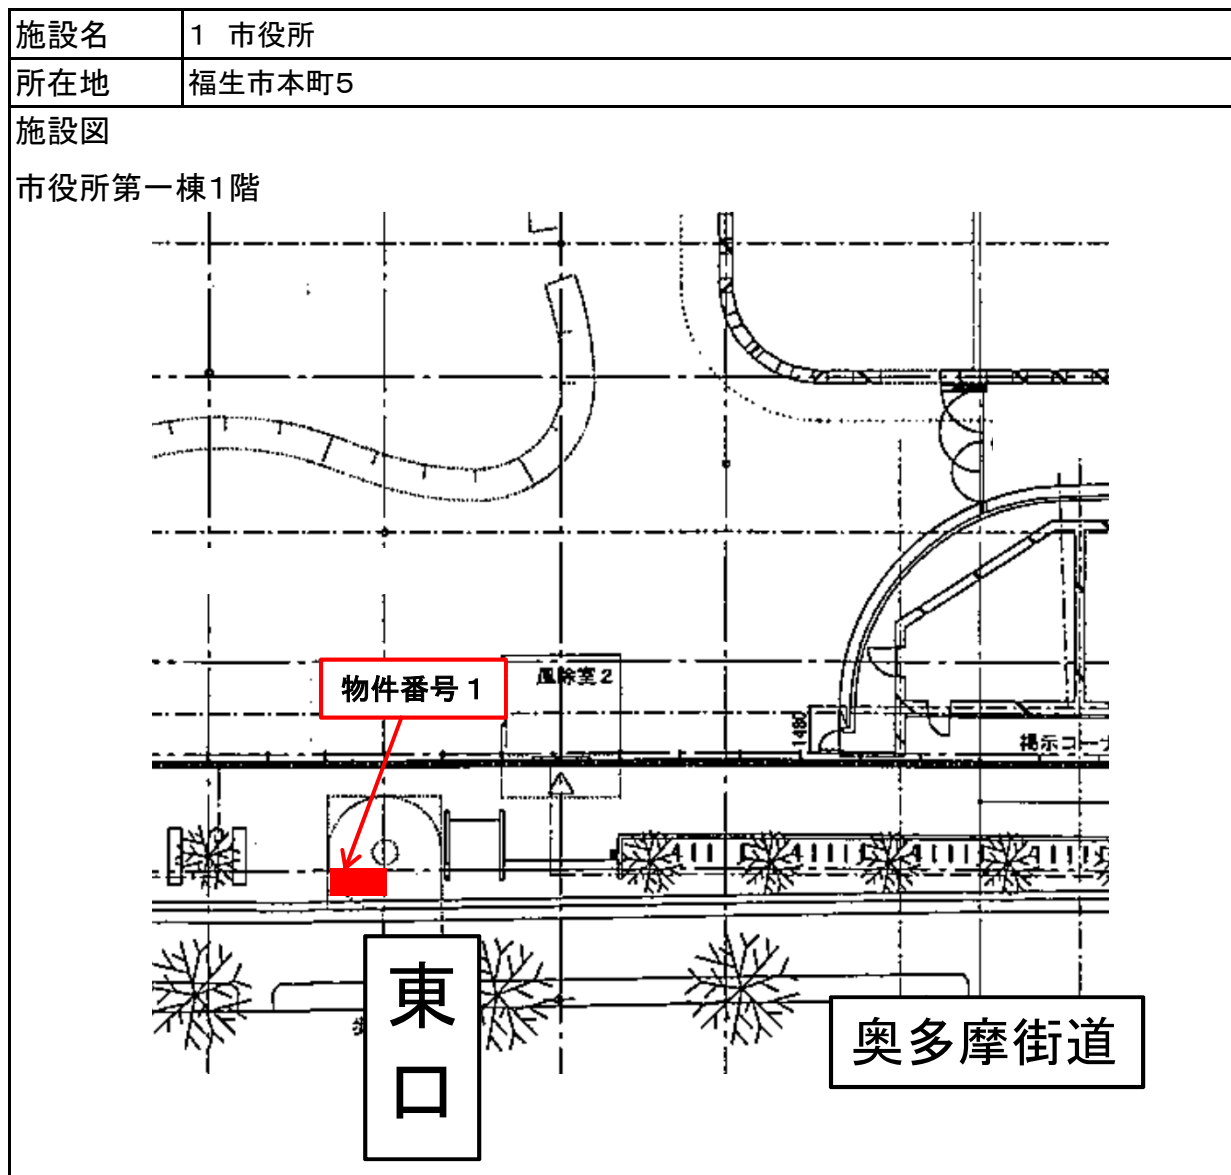 施設名
1 市役所
所在地
福生市本町5
施設図
市役所第一棟1階
物件番号1
風除室2
1480
掲示コーナ
東口
奥多摩街道